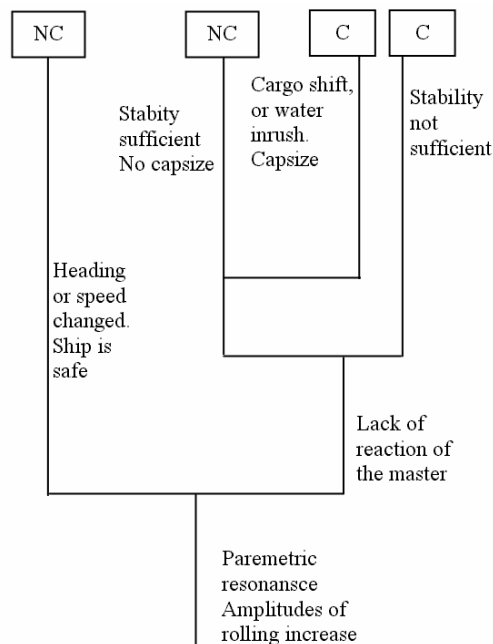 NC
NC
C
C
Stabity
sufficient
No capsize
Cargo shift,
or water
inrush.
Capsize
Stability
not
sufficient
Heading
or speed
changed.
Ship is
safe
Lack of
reaction of
the master
Paremetric
resonansce
Amplitudes of
rolling increase